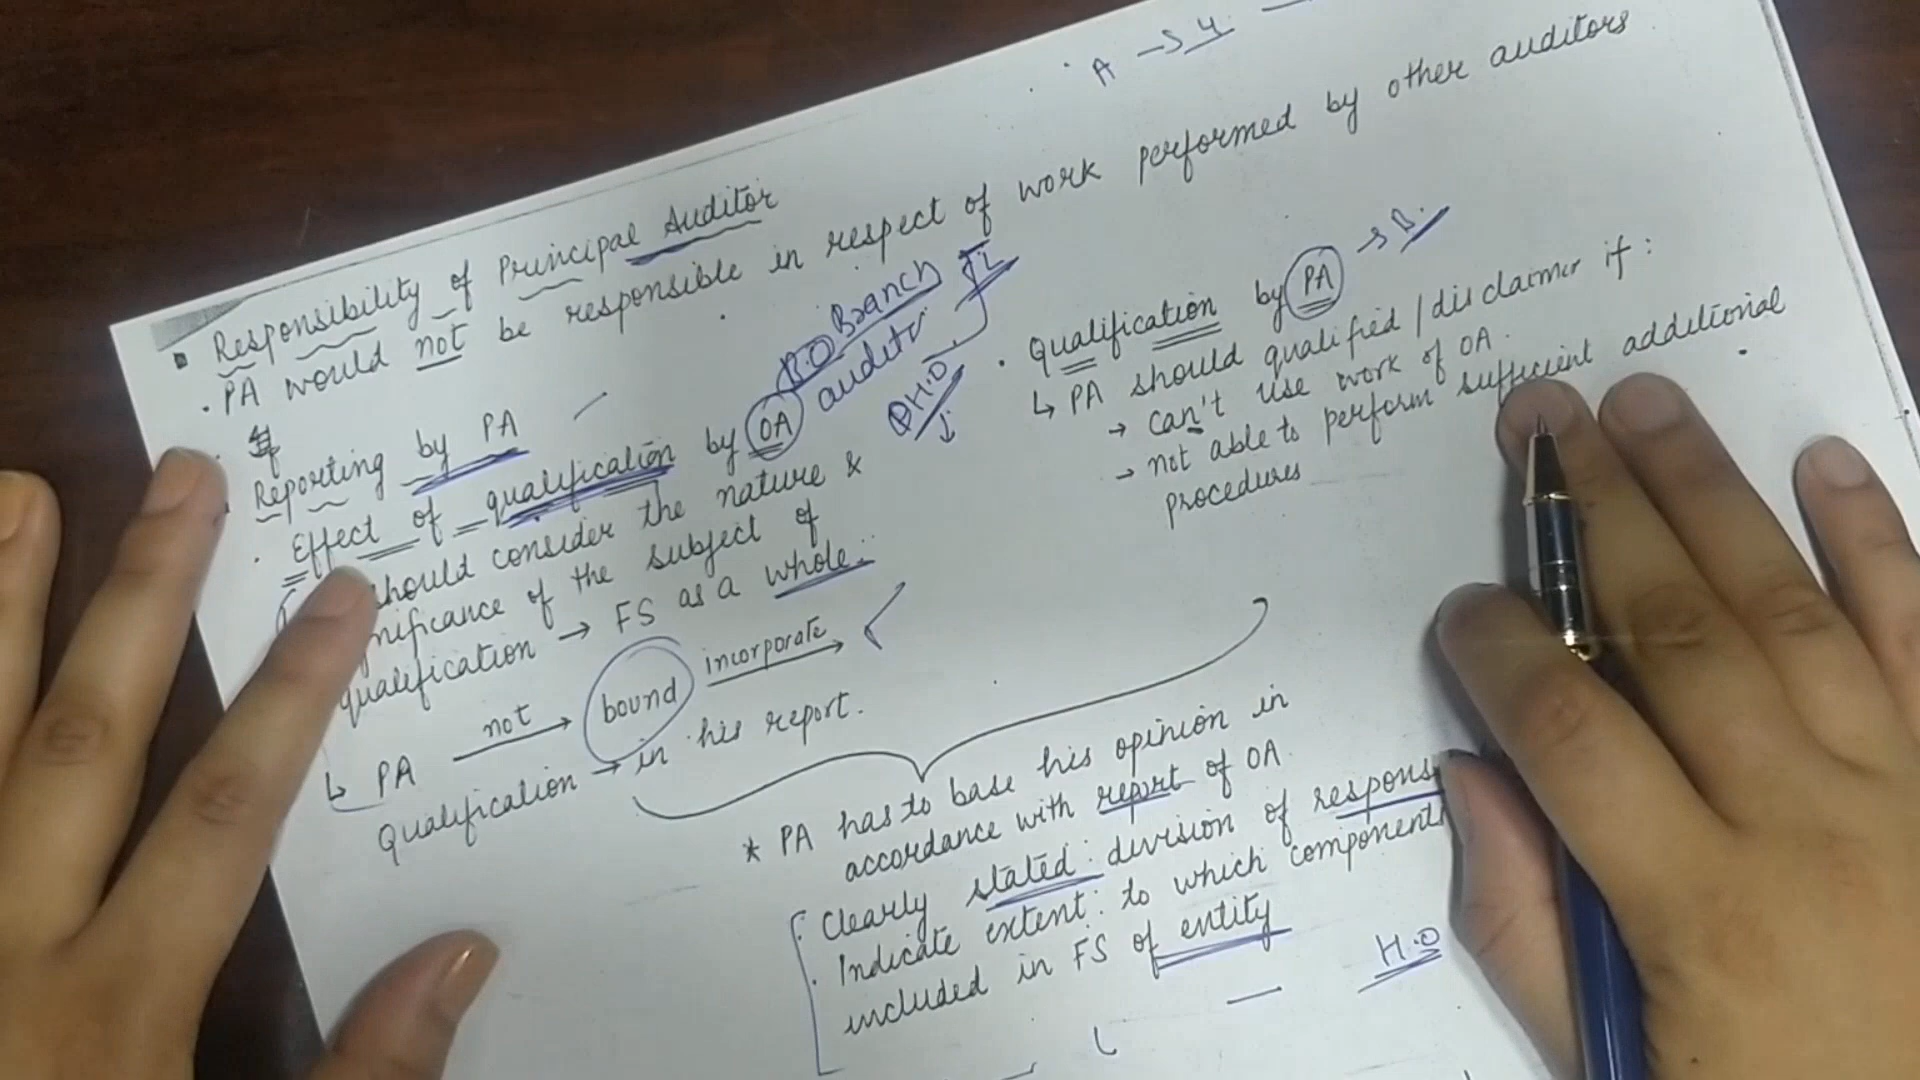 A → 4
Responsibility of Principal Auditor
PA would not be responsible in respect of work performed by other auditors
Reporting by PA
Effect of qualification by OA
should consider the nature &
significance of the subject of
qualification → FS as a whole.
PA not → bound incorporate →
Qualification → in his report.
B.O Branch
auditor
H.O
Qualification by PA →
PA should qualified / disclaimer if :
→ can't use work of OA.
→ not able to perform sufficient additional
procedures
* PA has to base his opinion in
accordance with report of OA.
Clearly stated : division of respons
Indicate extent : to which component
included in FS of entity
H.O